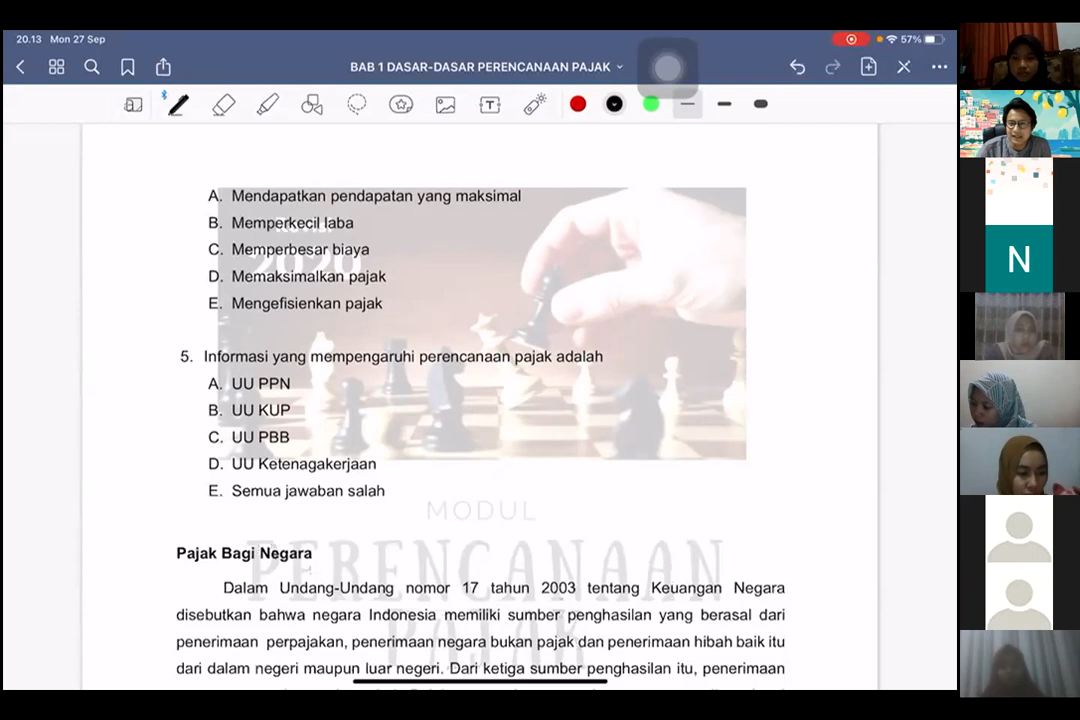 20.13 Mon 27 Sep
57%
BAB 1 DASAR-DASAR PERENCANAAN PAJAK
A. Mendapatkan pendapatan yang maksimal
B. Memperkecil laba
C. Memperbesar biaya
D. Memaksimalkan pajak
E. Mengefisienkan pajak
2020
5. Informasi yang mempengaruhi perencanaan pajak adalah
A. UU PPN
B. UU KUP
C. UU PBB
D. UU Ketenagakerjaan
E. Semua jawaban salah
MODUL
PERENCANAAN
PAJAK
Pajak Bagi Negara
Dalam Undang-Undang nomor 17 tahun 2003 tentang Keuangan Negara
disebutkan bahwa negara Indonesia memiliki sumber penghasilan yang berasal dari
penerimaan perpajakan, penerimaan negara bukan pajak dan penerimaan hibah baik itu
dari dalam negeri maupun luar negeri. Dari ketiga sumber penghasilan itu, penerimaan
N